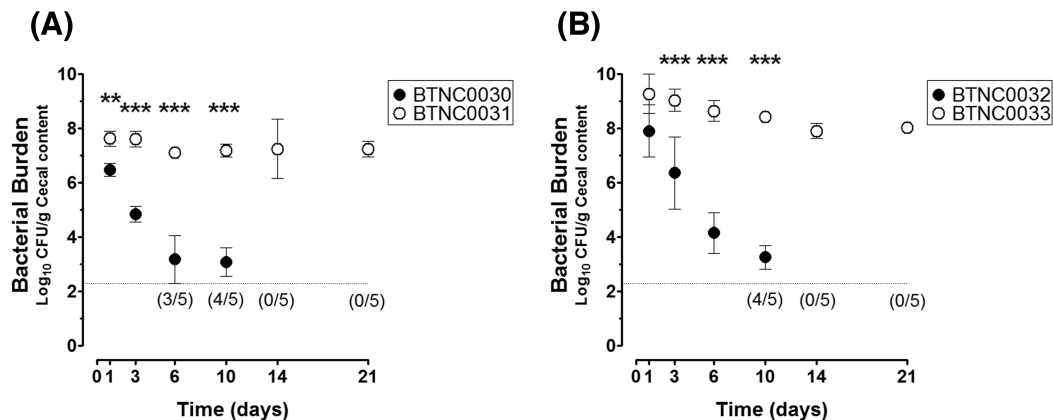 (A)
** *** *** ***
BTNC0030
BTNC0031
Bacterial Burden
Log10 CFU/g Cecal content
10
8
6
4
2
0
(3/5) (4/5) (0/5) (0/5)
0 1 3 6 10 14 21
Time (days)
(B)
*** *** ***
BTNC0032
BTNC0033
Bacterial Burden
Log10 CFU/g Cecal content
10
8
6
4
2
0
(4/5) (0/5) (0/5)
0 1 3 6 10 14 21
Time (days)